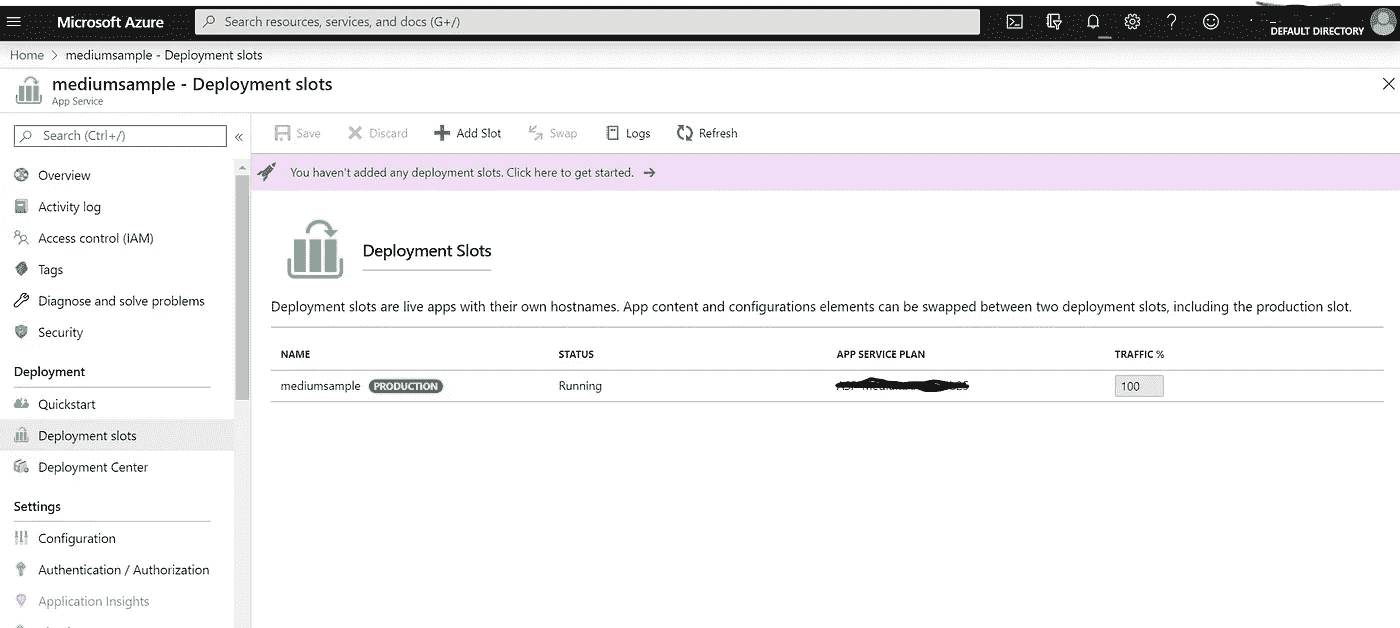 Microsoft Azure
Search resources, services, and docs (G+/)
DEFAULT DIRECTORY
Home > mediumsample - Deployment slots
mediumsample - Deployment slots
App Service
Search (Ctrl+/)
Overview
Activity log
Access control (IAM)
Tags
Diagnose and solve problems
Security
Deployment
Quickstart
Deployment slots
Deployment Center
Settings
Configuration
Authentication / Authorization
Application Insights
Save Discard Add Slot Swap Logs Refresh
You haven't added any deployment slots. Click here to get started. →
Deployment Slots
Deployment slots are live apps with their own hostnames. App content and configurations elements can be swapped between two deployment slots, including the production slot.
NAME STATUS APP SERVICE PLAN TRAFFIC %
mediumsample PRODUCTION Running 100